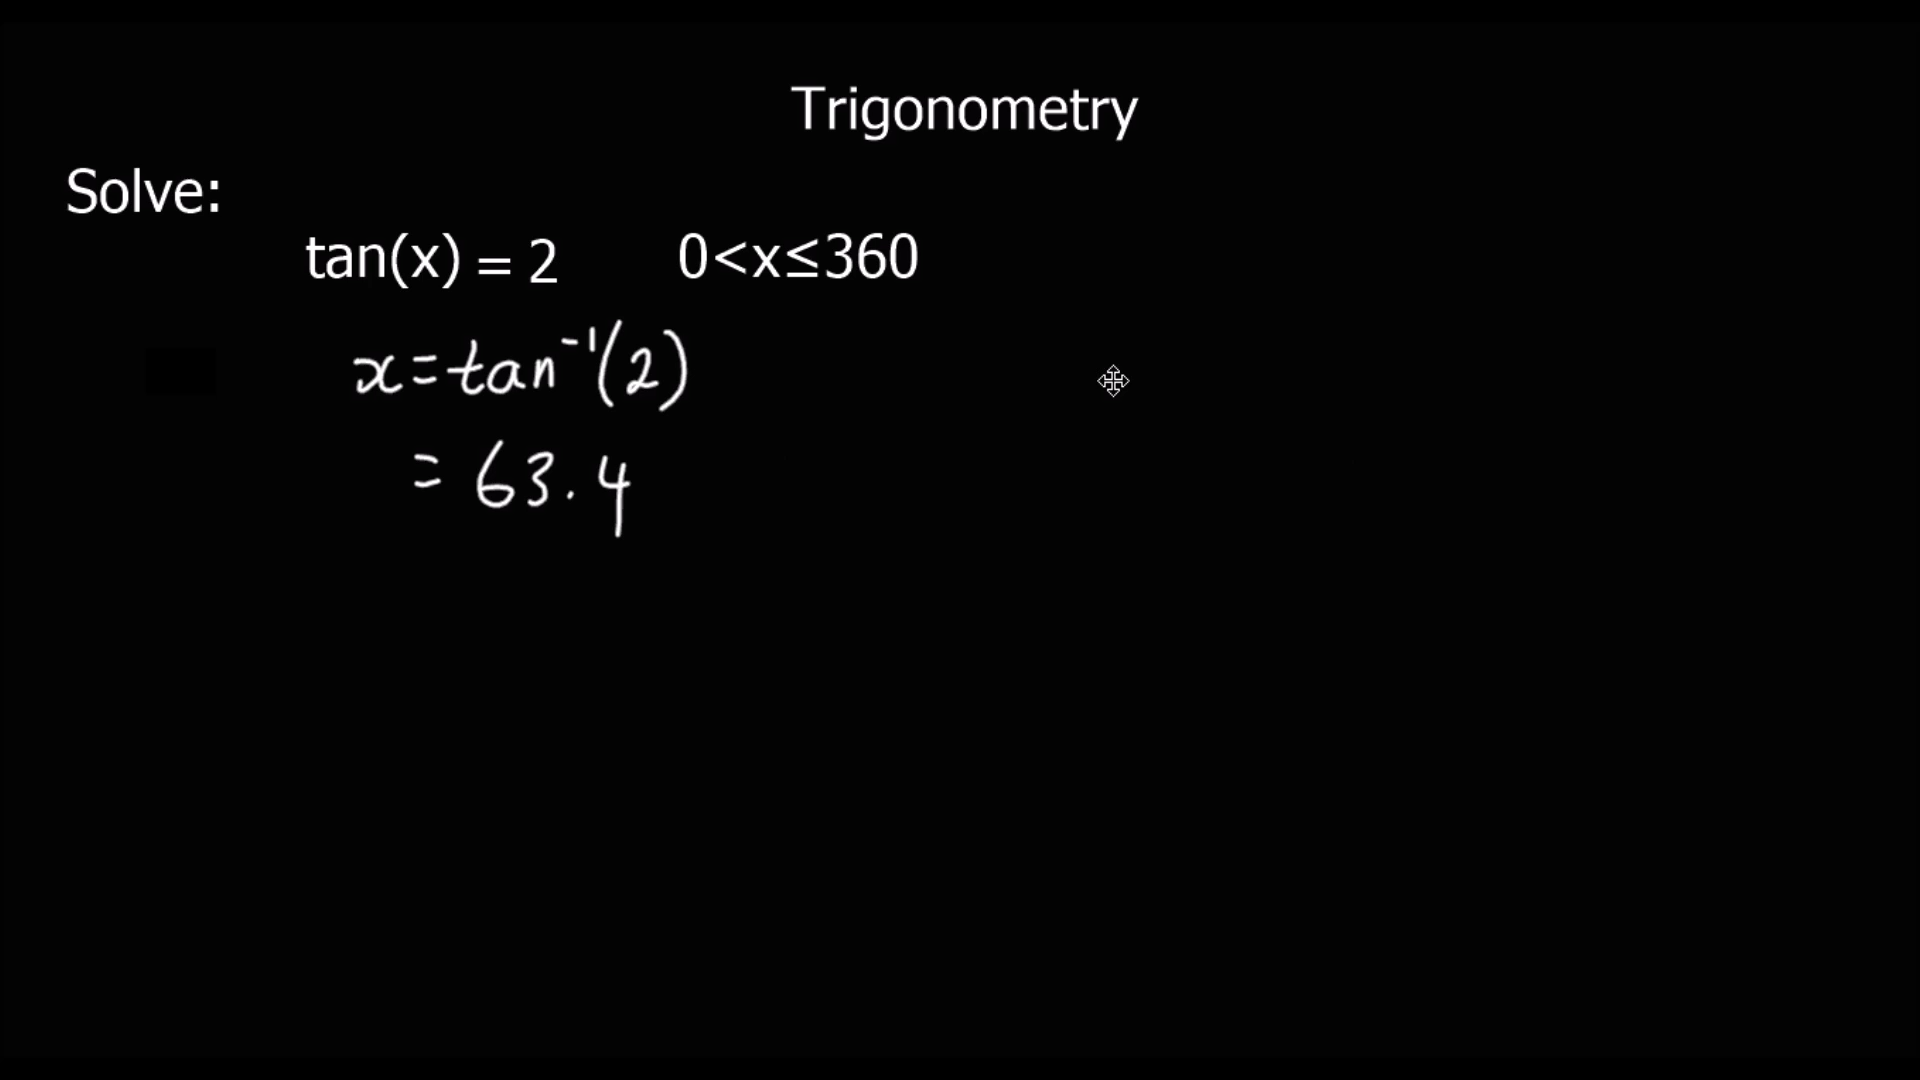 Trigonometry
Solve:
tan(x) = 2 0<x≤360
x=tan⁻¹(2)
= 63.4